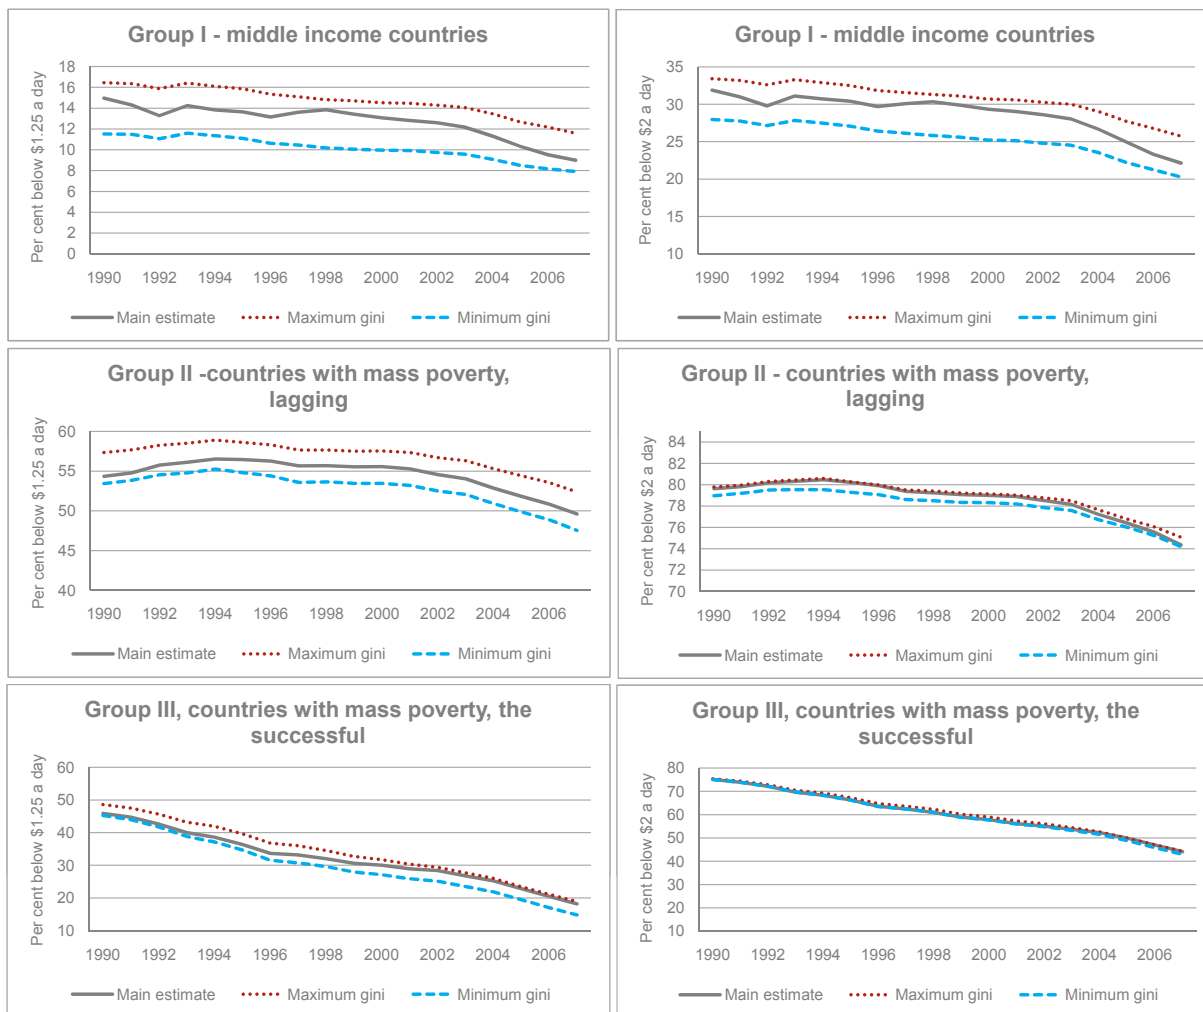 Group I - middle income countries
Per cent below $1.25 a day
18
16
14
12
10
8
6
4
2
0
1990 1992 1994 1996 1998 2000 2002 2004 2006
Main estimate Maximum gini Minimum gini
Group I - middle income countries
Per cent below $2 a day
35
30
25
20
15
10
1990 1992 1994 1996 1998 2000 2002 2004 2006
Main estimate Maximum gini Minimum gini
Group II -countries with mass poverty,
lagging
Per cent below $1.25 a day
60
55
50
45
40
1990 1992 1994 1996 1998 2000 2002 2004 2006
Main estimate Maximum gini Minimum gini
Group II - countries with mass poverty,
lagging
Per cent below $2 a day
84
82
80
78
76
74
72
70
1990 1992 1994 1996 1998 2000 2002 2004 2006
Main estimate Maximum gini Minimum gini
Group III, countries with mass poverty, the
successful
Per cent below $1.25 a day
60
50
40
30
20
10
1990 1992 1994 1996 1998 2000 2002 2004 2006
Main estimate Maximum gini Minimum gini
Group III, countries with mass poverty, the
successful
Per cent below $2 a day
80
70
60
50
40
30
20
10
1990 1992 1994 1996 1998 2000 2002 2004 2006
Main estimate Maximum gini Minimum gini